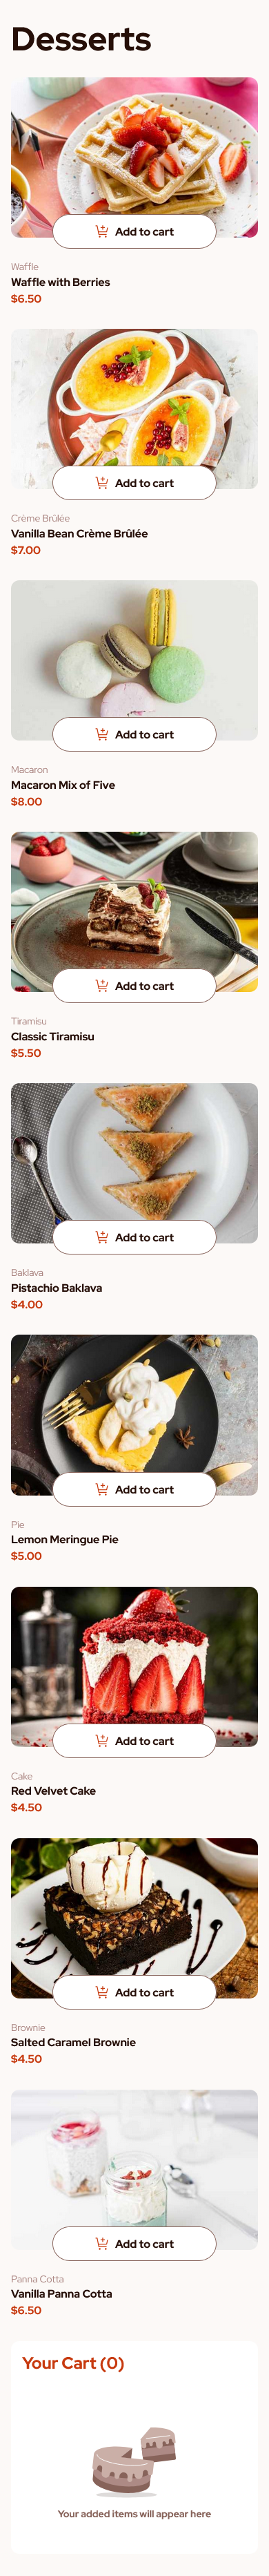 Desserts
Add to cart
Waffle
Waffle with Berries
$6.50
Add to cart
Crème Brûlée
Vanilla Bean Crème Brûlée
$7.00
Add to cart
Macaron
Macaron Mix of Five
$8.00
Add to cart
Tiramisu
Classic Tiramisu
$5.50
Add to cart
Baklava
Pistachio Baklava
$4.00
Add to cart
Pie
Lemon Meringue Pie
$5.00
Add to cart
Cake
Red Velvet Cake
$4.50
Add to cart
Brownie
Salted Caramel Brownie
$4.50
Add to cart
Panna Cotta
Vanilla Panna Cotta
$6.50
Your Cart (0)
Your added items will appear here